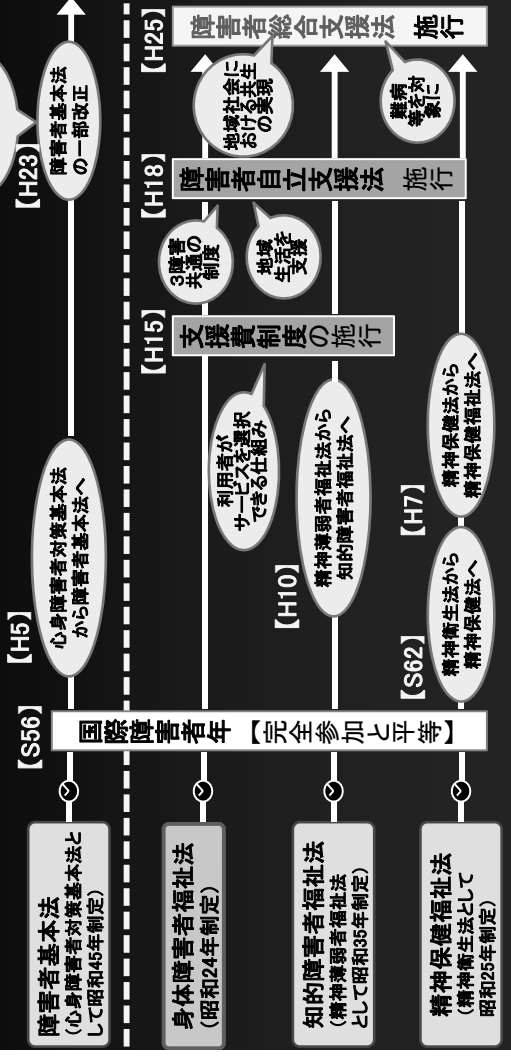 障害者基本法
(心身障害者対策基本法と
して昭和45年制定)
【S56】
【H5】
心身障害者対策基本法
から障害者基本法へ
【H23】
障害者基本法
の一部改正
身体障害者福祉法
(昭和24年制定)
知的障害者福祉法
(精神薄弱者福祉法
として昭和35年制定)
精神保健福祉法
(精神衛生法として
昭和25年制定)
国際障害者年 【完全参加と平等】
【S62】
精神衛生法から
精神保健法へ
【H7】
精神保健法から
精神保健福祉法へ
【H10】
精神薄弱者福祉法から
知的障害者福祉法へ
利用者が
サービスを選択
できる仕組み
【H15】
支援費制度の施行
3障害
共通の
制度
地域
生活を
支援
【H18】
障害者自立支援法 施行
地域社会に
おける共生
の実現
難病
等を対
象に
【H25】
障害者総合支援法 施行